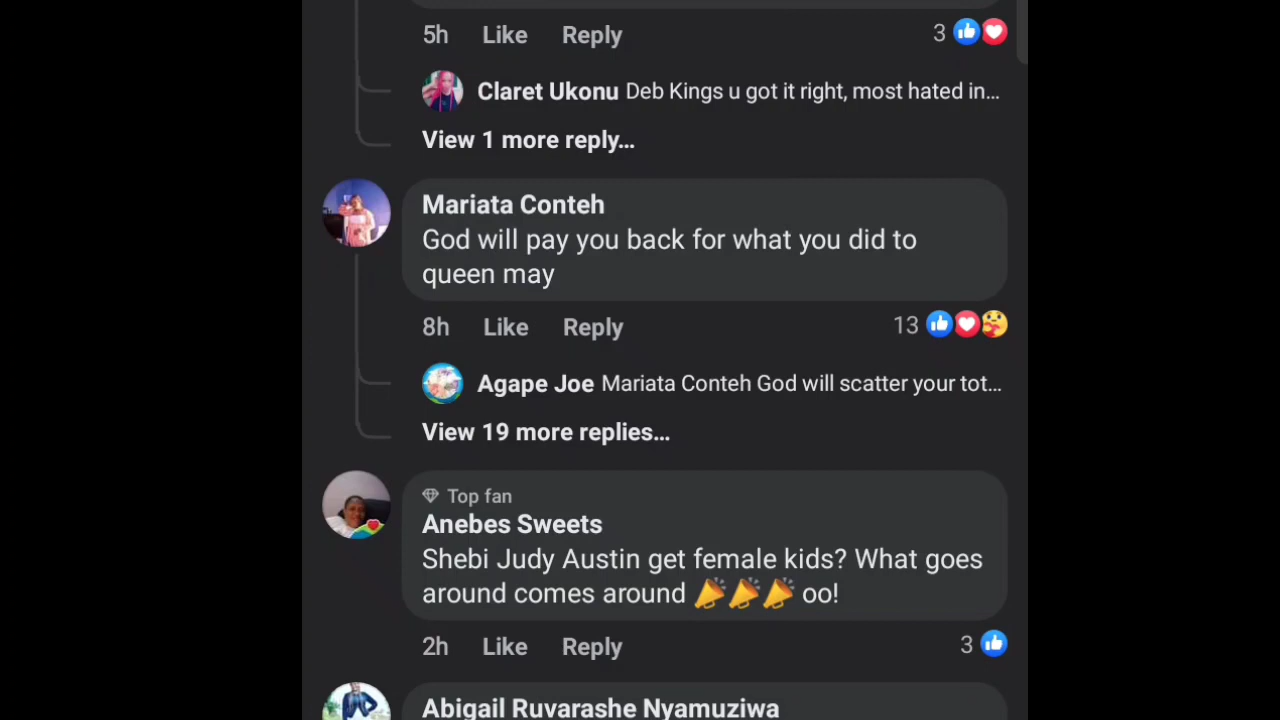 5h Like Reply 3
Claret Ukonu Deb Kings u got it right, most hated in...
View 1 more reply...
Mariata Conteh
God will pay you back for what you did to
queen may
8h Like Reply 13
Agape Joe Mariata Conteh God will scatter your tot...
View 19 more replies...
Top fan
Anebes Sweets
Shebi Judy Austin get female kids? What goes
around comes around 📣📣📣 oo!
2h Like Reply 3
Abigail Ruvarashe Nyamuziwa